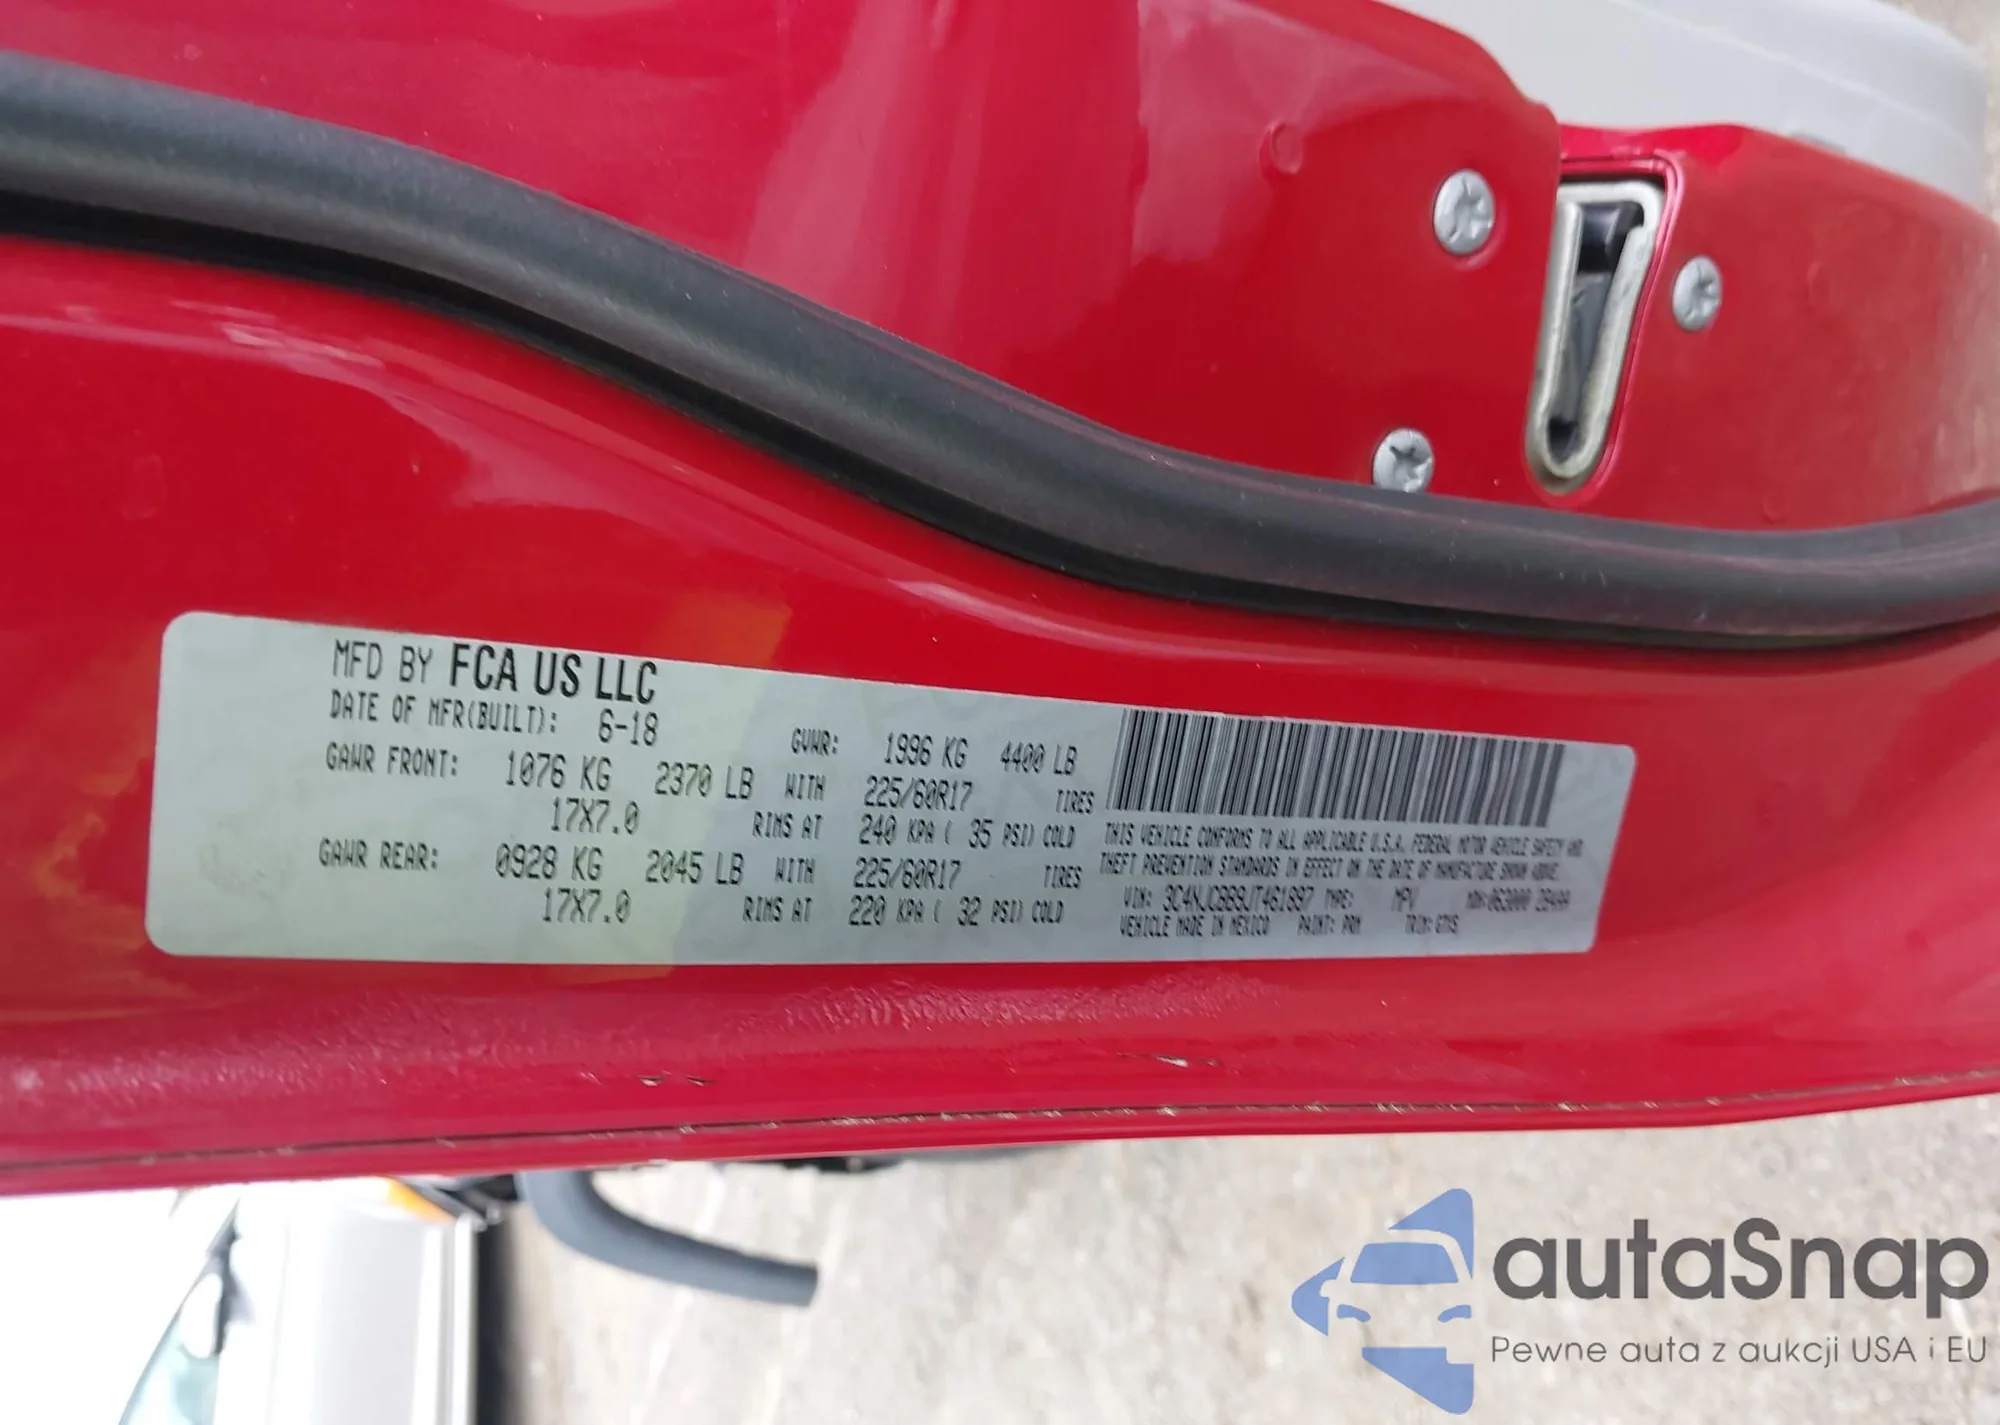 MFD BY FCA US LLC
DATE OF MFR(BUILT): 6-18 GVWR: 1996 KG 4400 LB
GAWR FRONT: 1076 KG 2370 LB WITH 225/60R17 TIRES
17X7.0 RIMS AT 240 KPA ( 35 PSI) COLD
GAWR REAR: 0928 KG 2045 LB WITH 225/60R17 TIRES
17X7.0 RIMS AT 220 KPA ( 32 PSI) COLD
THIS VEHICLE CONFORMS TO ALL APPLICABLE U.S.A. FEDERAL MOTOR VEHICLE SAFETY AND
THEFT PREVENTION STANDARDS IN EFFECT ON THE DATE OF MANUFACTURE SHOWN ABOVE.
VIN: TYPE: MPV MDH:
VEHICLE MADE IN MEXICO PAINT: PRM TRIM:
autaSnap
Pewne auta z aukcji USA i EU